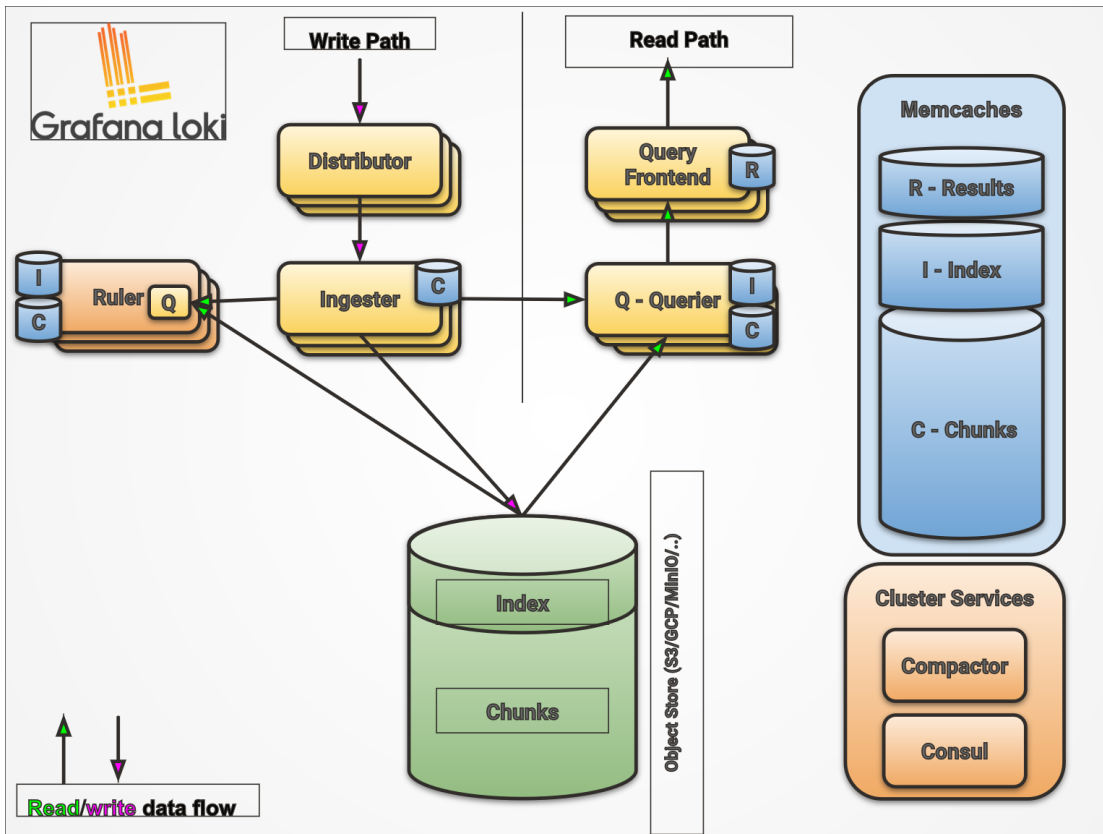 Grafana loki
Write Path
Read Path
Distributor
Query
Frontend
R
I
C
Ruler
Q
Ingester
C
Q - Querier
I
C
Memcaches
R - Results
I - Index
C - Chunks
Index
Chunks
Object Store (S3/GCP/MinIO/..)
Cluster Services
Compactor
Consul
Read/write data flow